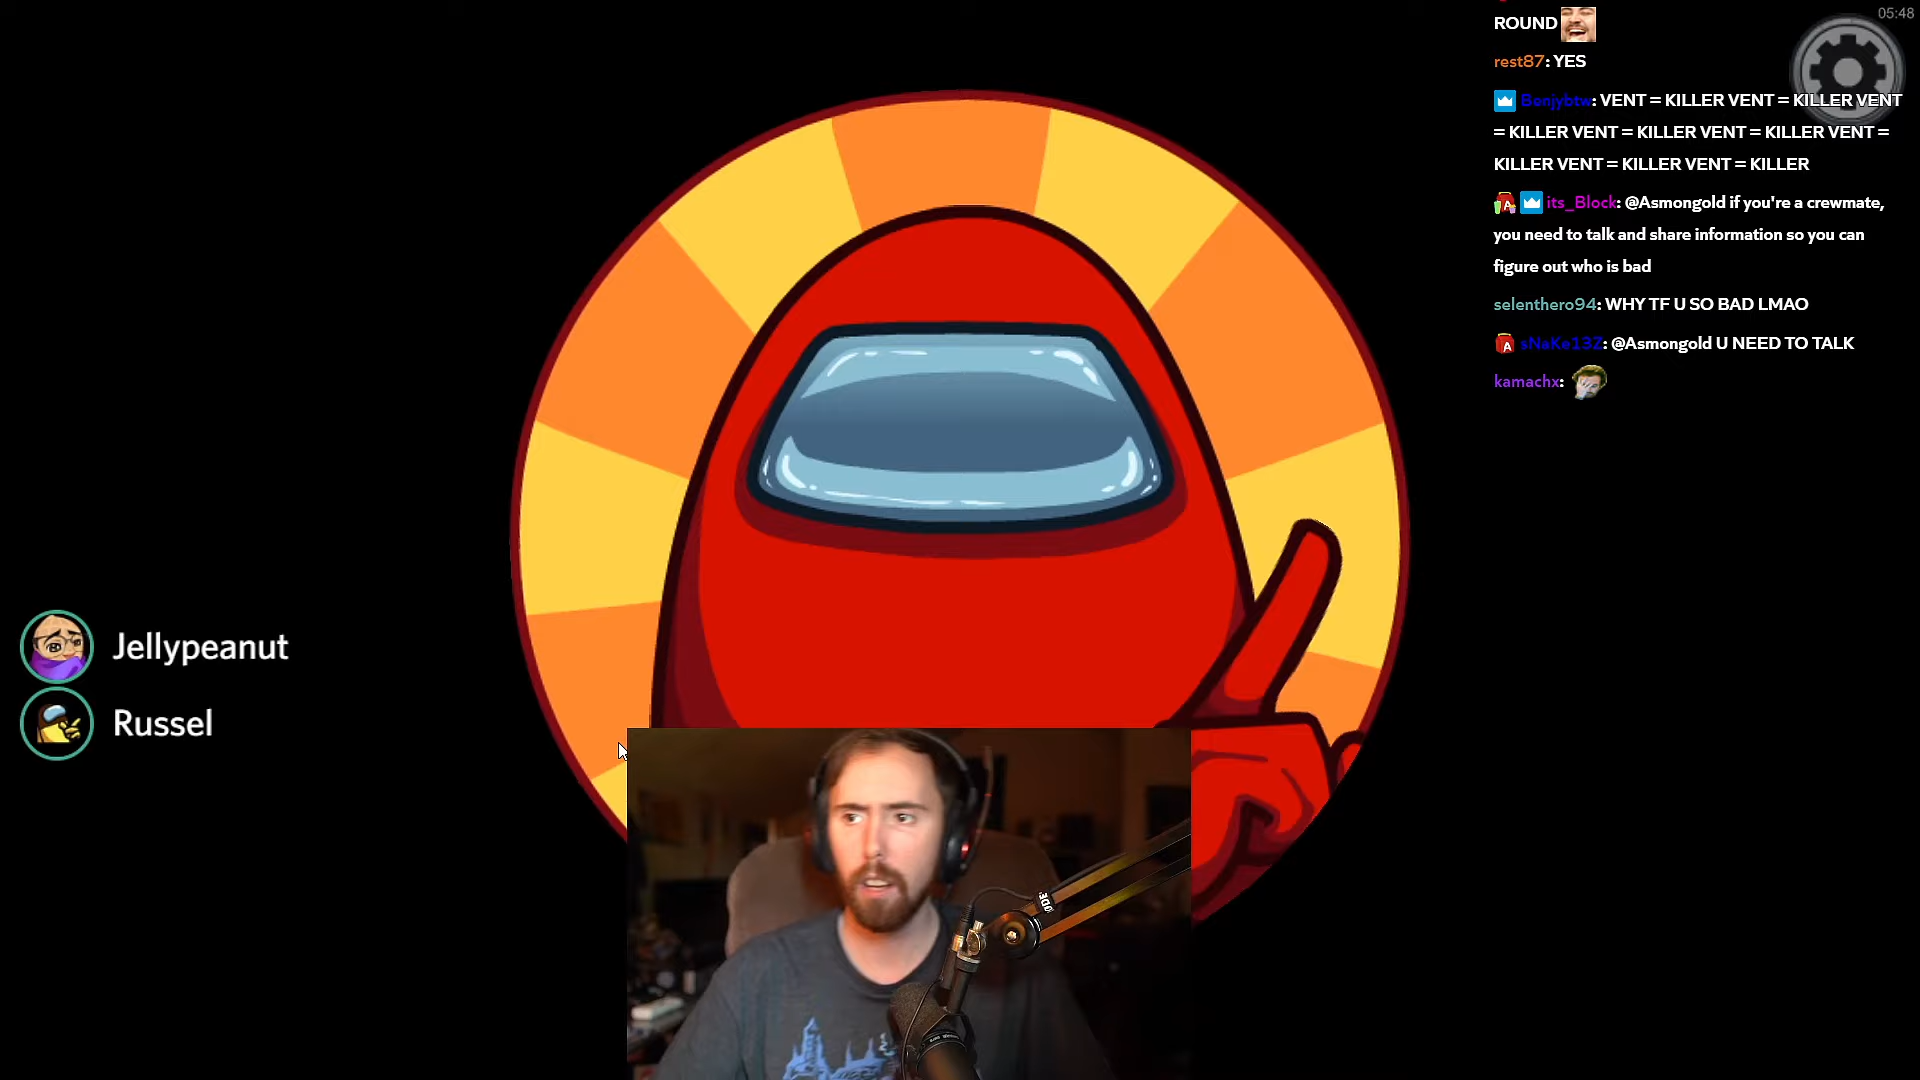 05:48
ROUND
rest87: YES
Benjybtw: VENT = KILLER VENT = KILLER VENT
= KILLER VENT = KILLER VENT = KILLER VENT =
KILLER VENT = KILLER VENT = KILLER
its_Block: @Asmongold if you're a crewmate,
you need to talk and share information so you can
figure out who is bad
selenthero94: WHY TF U SO BAD LMAO
sNaKe13Z: @Asmongold U NEED TO TALK
kamachx:
Jellypeanut
Russel